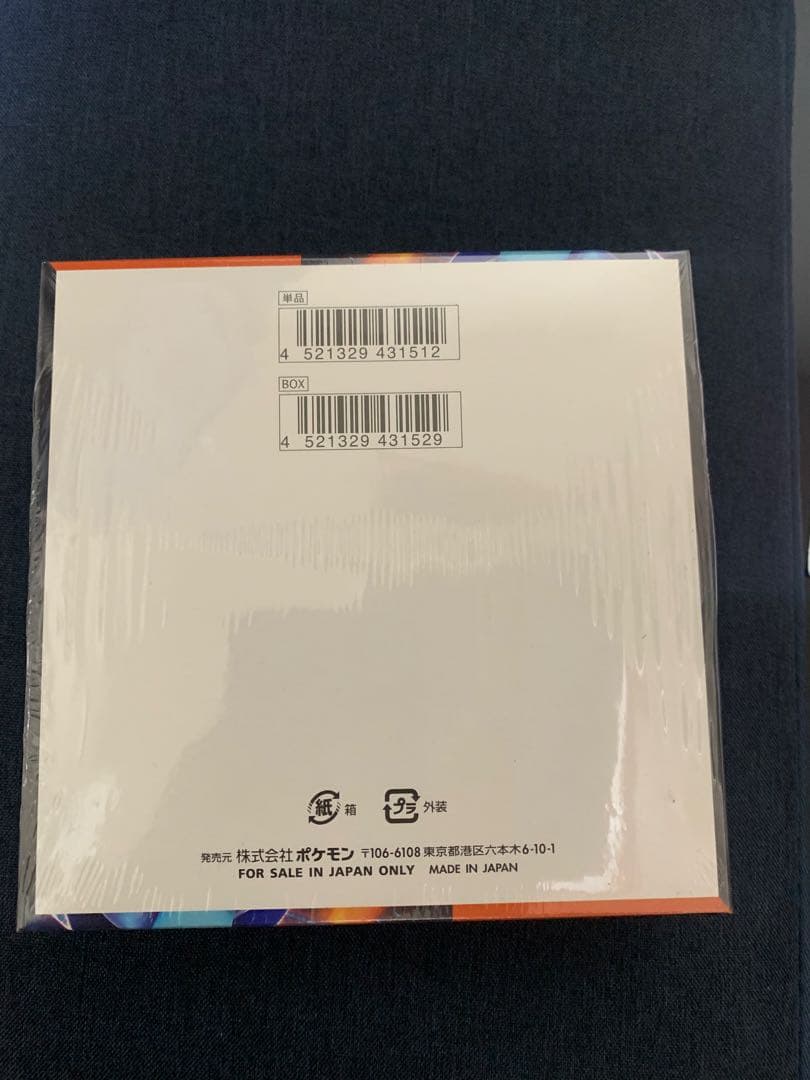 単品
4 521329 431512
BOX
4 521329 431529
紙 箱 プラ 外装
発売元 株式会社 ポケモン 〒106-6108 東京都港区六本木6-10-1
FOR SALE IN JAPAN ONLY MADE IN JAPAN